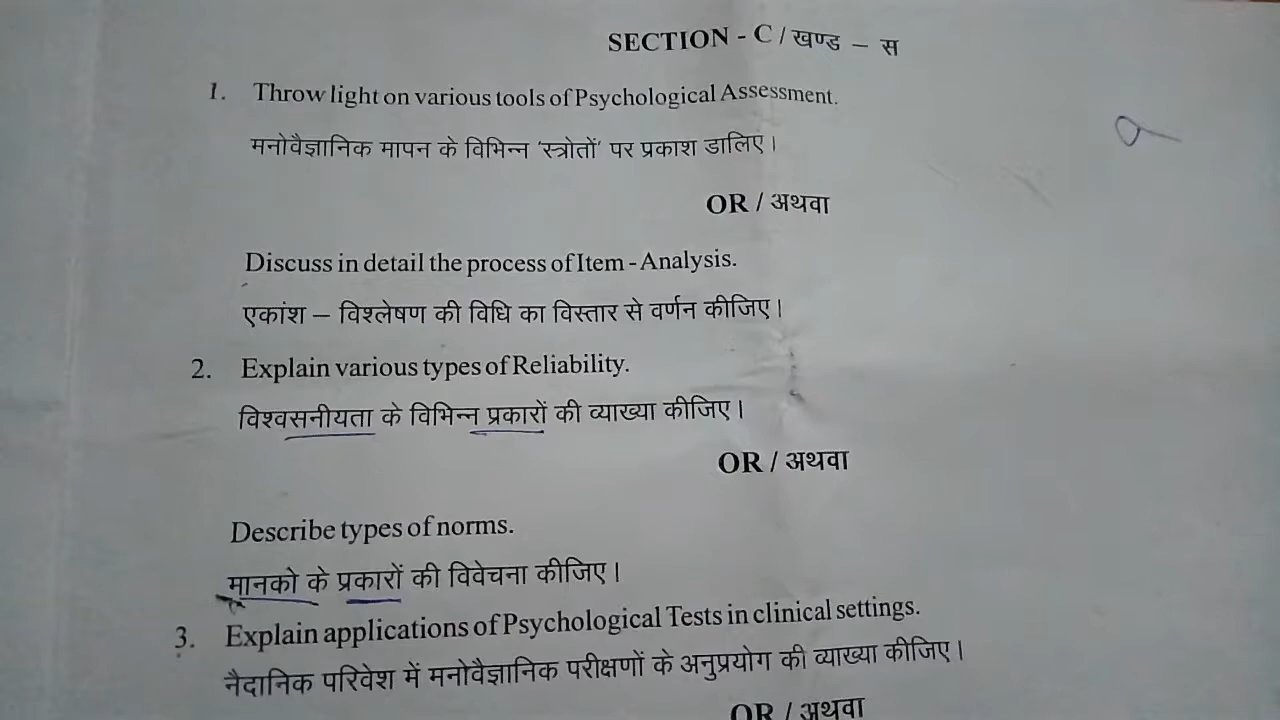 SECTION - C / खण्ड – स
1. Throw light on various tools of Psychological Assessment.
मनोवैज्ञानिक मापन के विभिन्न 'स्त्रोतों' पर प्रकाश डालिए।
OR / अथवा
Discuss in detail the process of Item - Analysis.
एकांश – विश्लेषण की विधि का विस्तार से वर्णन कीजिए।
2. Explain various types of Reliability.
विश्वसनीयता के विभिन्न प्रकारों की व्याख्या कीजिए।
OR / अथवा
Describe types of norms.
मानको के प्रकारों की विवेचना कीजिए।
3. Explain applications of Psychological Tests in clinical settings.
नैदानिक परिवेश में मनोवैज्ञानिक परीक्षणों के अनुप्रयोग की व्याख्या कीजिए।
OR / अथवा